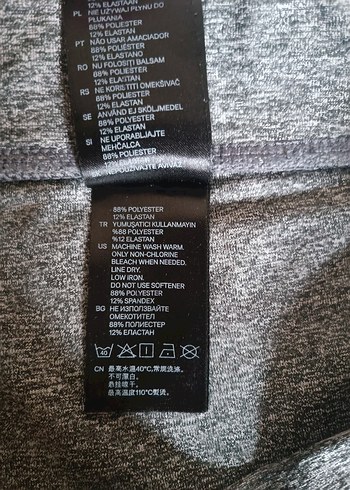 12% ELASTAAN
PL NIE UŻYWAJ PŁYNU DO
PŁUKANIA
88% POLIESTER
12% ELASTAN
PT NÃO USAR AMACIADOR/
88% POLIÉSTER
12% ELASTANO
RO NU FOLOSIȚI BALSAM
88% POLIESTER
12% ELASTAN
RS NE KORISTITI OMEKŠIVAČ
88% POLIESTER
12% ELASTAN
SE ANVÄND EJ SKÖLJMEDEL
88% POLYESTER
12% ELASTAN
SI NE UPORABLJAJTE
MEHČALCA
88% POLIESTER
12% ELASTAN
88% POLYESTER
12% ELASTAN
TR YUMUŞATICI KULLANMAYIN
%88 POLYESTER
%12 ELASTAN
US MACHINE WASH WARM.
ONLY NON-CHLORINE
BLEACH WHEN NEEDED.
LINE DRY.
LOW IRON.
DO NOT USE SOFTENER
88% POLYESTER
12% SPANDEX
BG НЕ ИЗПОЛЗВАЙТЕ
ОМЕКОТИТЕЛ
88% ПОЛИЕСТЕР
12% ЕЛАСТАН
40
CN 最高水温40°C,常规洗涤。
不可漂白。
悬挂晾干。
最高温度110°C熨烫。